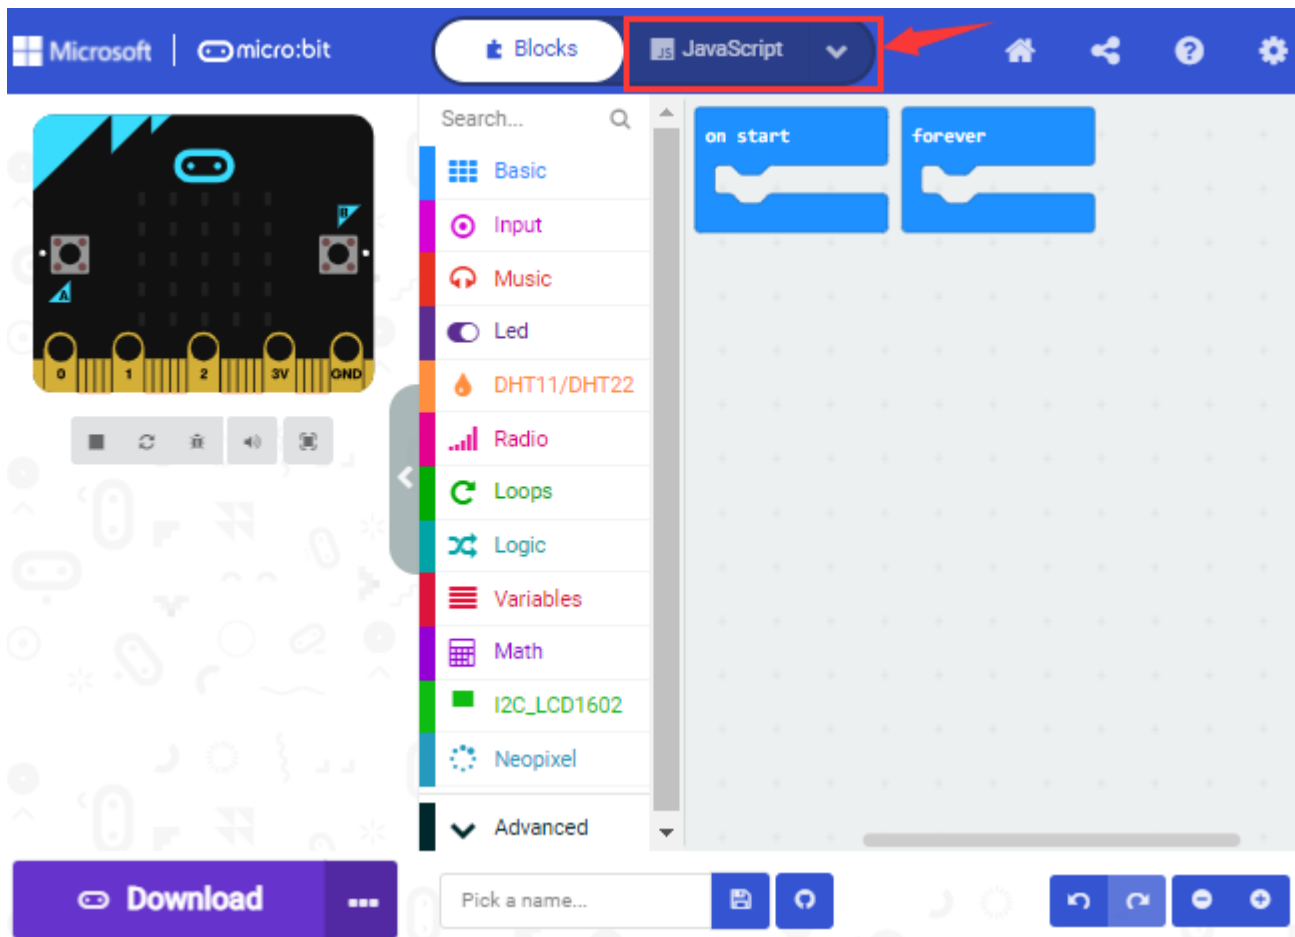 Microsoft micro:bit Blocks JS JavaScript
Search...
on start
forever
Basic
Input
Music
Led
DHT11/DHT22
Radio
Loops
Logic
Variables
Math
I2C_LCD1602
Neopixel
Advanced
B
A
0 1 2 3V GND
Download
Pick a name...